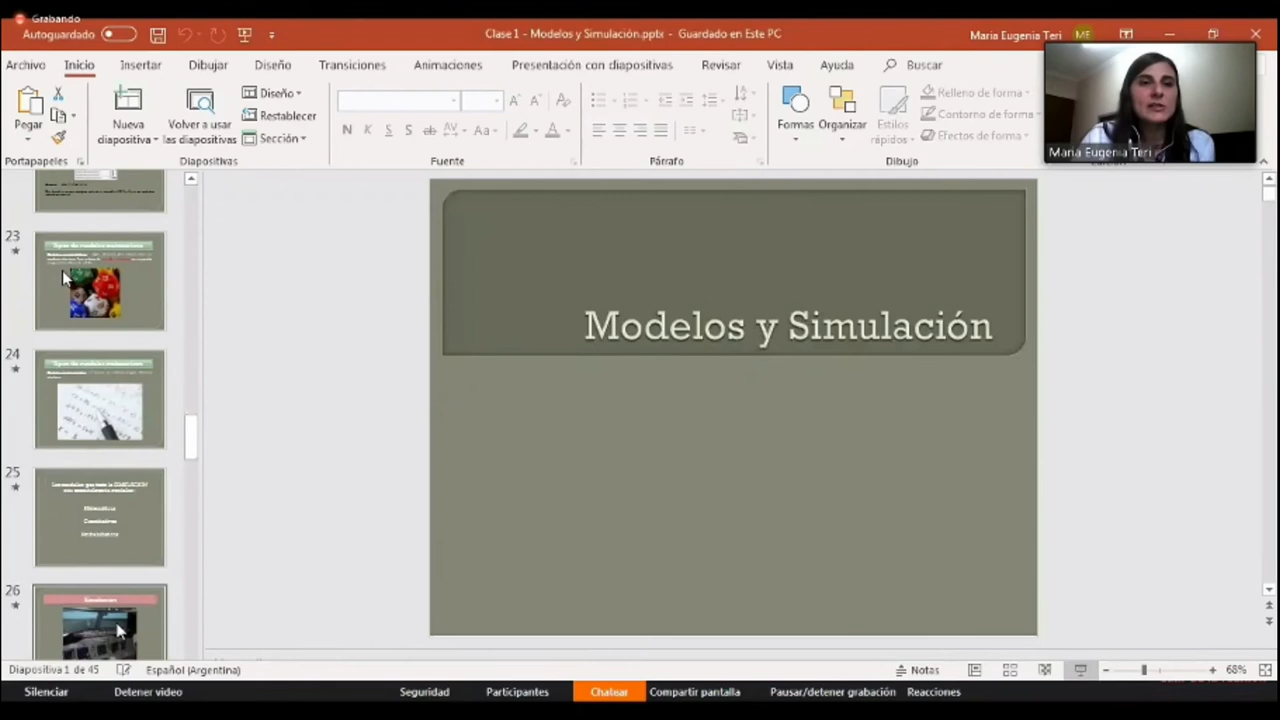 Grabando
Autoguardado
Clase 1 - Modelos y Simulación.pptx - Guardado en Este PC
Maria Eugenia Teri
ME
Archivo
Inicio
Insertar
Dibujar
Diseño
Transiciones
Animaciones
Presentación con diapositivas
Revisar
Vista
Ayuda
Buscar
Pegar
Nueva diapositiva
Volver a usar las diapositivas
Diseño
Restablecer
Sección
N K S S ab AV Aa
A
Formas
Organizar
Estilos rápidos
Relleno de forma
Contorno de forma
Efectos de forma
Maria Eugenia Teri
Portapapeles
Diapositivas
Fuente
Párrafo
Dibujo
23
24
25
26
Simulación
Modelos y Simulación
Diapositiva 1 de 45
Español (Argentina)
Notas
68%
Silenciar
Detener video
Seguridad
Participantes
Chatear
Compartir pantalla
Pausar/detener grabación
Reacciones